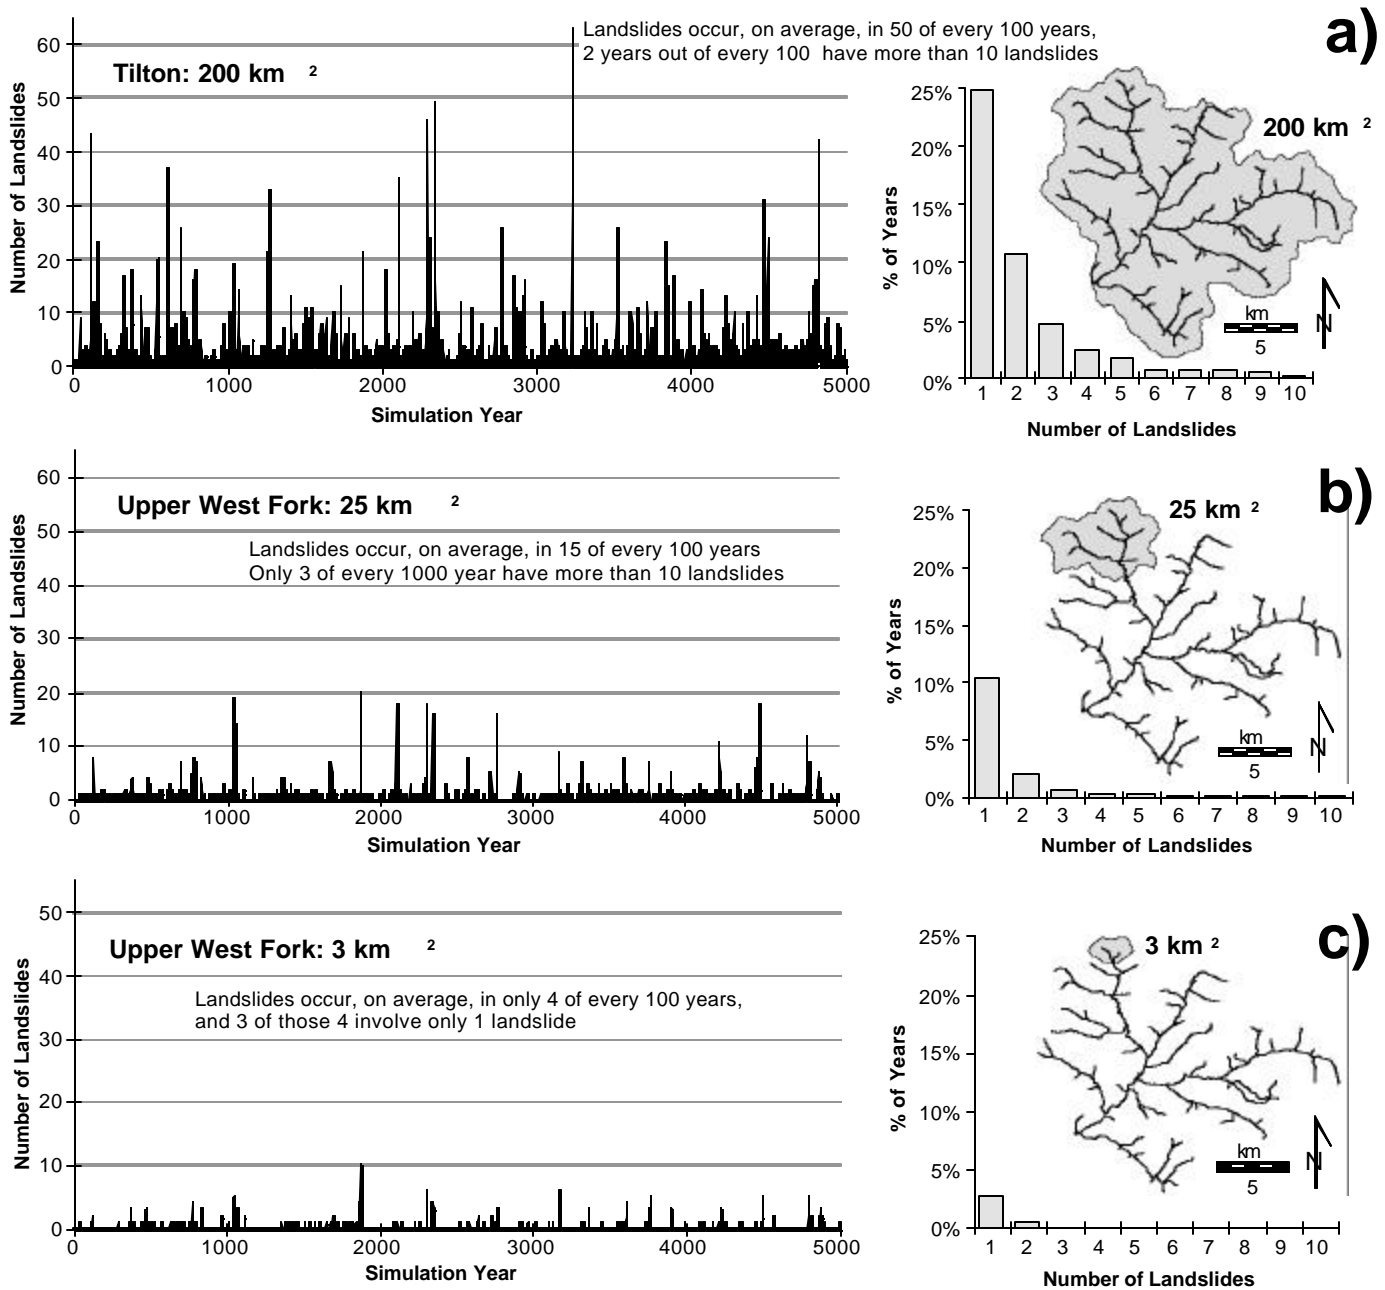 Landslides occur, on average, in 50 of every 100 years,
2 years out of every 100 have more than 10 landslides
a)
Tilton: 200 km 2
Number of Landslides
60
50
40
30
20
10
0
0 1000 2000 3000 4000 5000
Simulation Year
% of Years
25%
20%
15%
10%
5%
0%
1 2 3 4 5 6 7 8 9 10
Number of Landslides
200 km 2
km
5
N
b)
Upper West Fork: 25 km 2
Landslides occur, on average, in 15 of every 100 years
Only 3 of every 1000 year have more than 10 landslides
Number of Landslides
60
50
40
30
20
10
0
0 1000 2000 3000 4000 5000
Simulation Year
% of Years
25%
20%
15%
10%
5%
0%
1 2 3 4 5 6 7 8 9 10
Number of Landslides
25 km 2
km
5
N
c)
Upper West Fork: 3 km 2
Landslides occur, on average, in only 4 of every 100 years,
and 3 of those 4 involve only 1 landslide
Number of Landslides
50
40
30
20
10
0
0 1000 2000 3000 4000 5000
Simulation Year
% of Years
25%
20%
15%
10%
5%
0%
1 2 3 4 5 6 7 8 9 10
Number of Landslides
3 km 2
km
5
N